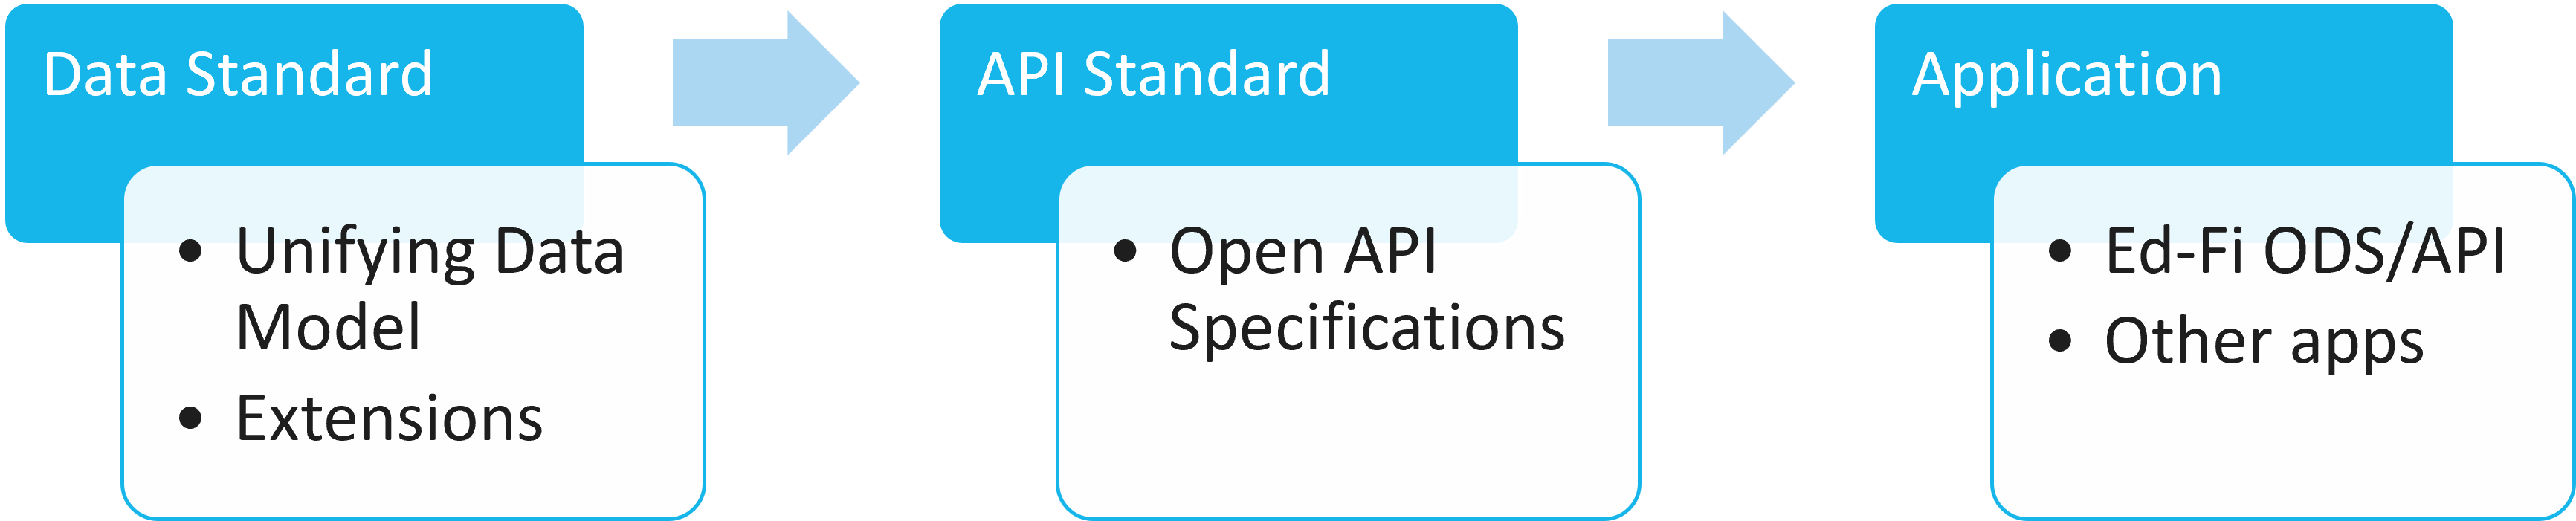 Data Standard
• Unifying Data
Model
• Extensions
API Standard
• Open API
Specifications
Application
• Ed-Fi ODS/API
• Other apps